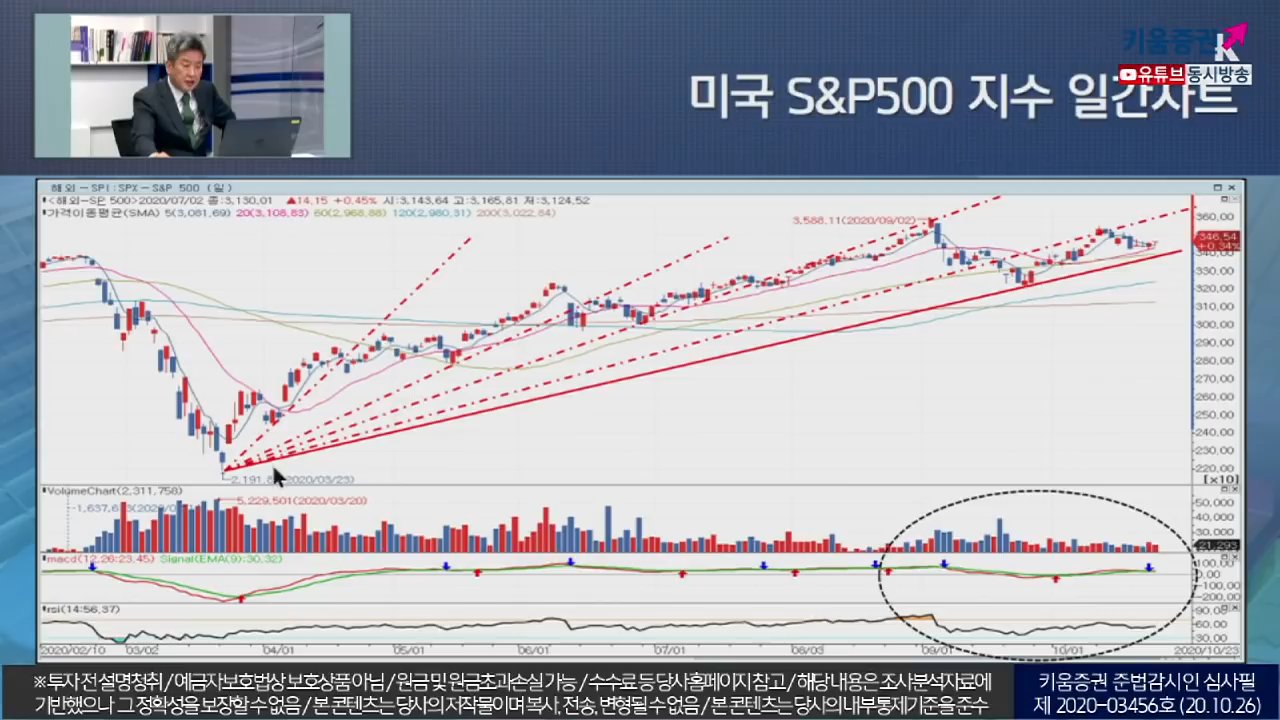 키움증권
유튜브 동시방송
미국 S&P500 지수 일간차트
해외 - SPI:SPX - S&P 500 (일)
<해외-SP 500>2020/07/02 종:3,130.01 ▲14.15 +0.45% 시:3,143.64 고:3,165.81 저:3,124.52
가격이동평균(SMA) 5(3,081.69) 20(3,108.83) 60(2,968.88) 120(2,980.31) 200(3,022.84)
3,588.11(2020/09/02)
360.00
346.54
+0.34%
340.00
330.00
320.00
310.00
300.00
290.00
280.00
270.00
260.00
250.00
240.00
230.00
220.00
[x10]
VolumeChart(2,311,758)
5,229,501(2020/03/20)
50,000
40,000
30,000
21,293
macd(12,26:23.45) Signal(EMA(9):30.32)
100.00
0.00
-100.00
-200.00
rsi(14:56.37)
90.00
60.00
30.00
2020/02/10 03/02 04/01 05/01 06/01 07/01 08/03 09/01 10/01 2020/10/23
※ 투자 전 설명청취 / 예금자보호법상 보호상품 아님 / 원금 및 원금초과손실 가능 / 수수료 등 당사홈페이지 참고 / 해당 내용은 조사분석자료에
기반했으나 그 정확성을 보장할 수 없음 / 본 콘텐츠는 당사의 저작물이며 복사, 전송, 변형될 수 없음 / 본 콘텐츠는 당사의 내부통제기준을 준수
키움증권 준법감시인 심사필
제 2020-03456호 (20.10.26)